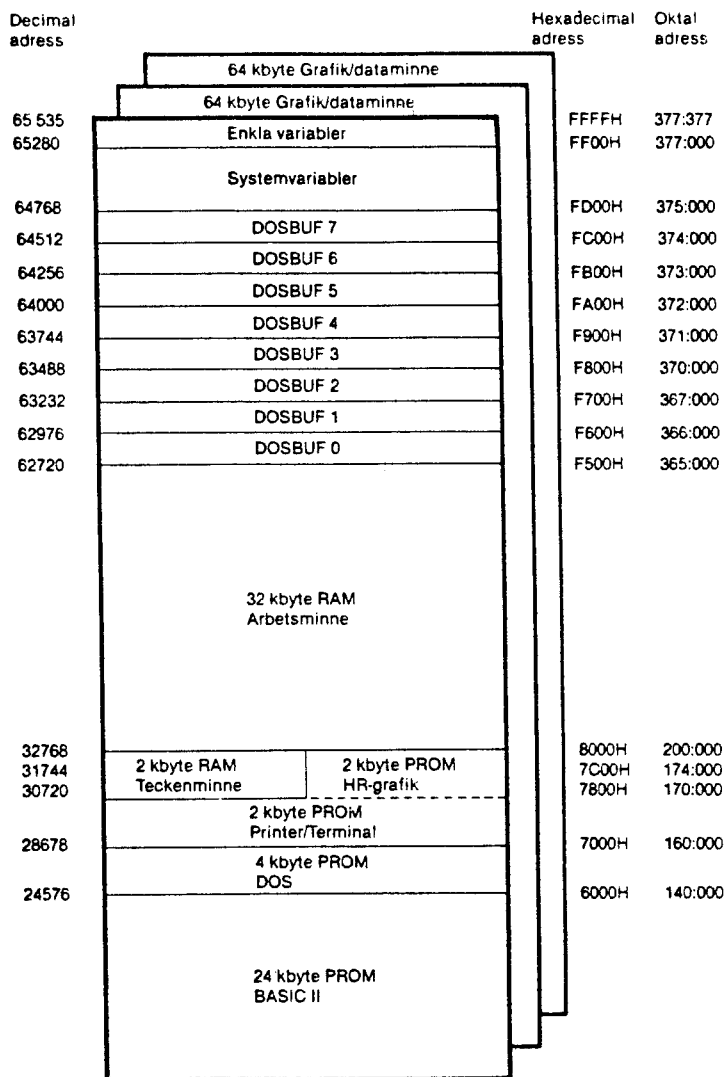 Decimal adress
Hexadecimal adress
Oktal adress
64 kbyte Grafik/dataminne
64 kbyte Grafik/dataminne
65 535 FFFFH 377:377
Enkla variabler
65280 FF00H 377:000
Systemvariabler
64768 FD00H 375:000
DOSBUF 7
64512 FC00H 374:000
DOSBUF 6
64256 FB00H 373:000
DOSBUF 5
64000 FA00H 372:000
DOSBUF 4
63744 F900H 371:000
DOSBUF 3
63488 F800H 370:000
DOSBUF 2
63232 F700H 367:000
DOSBUF 1
62976 F600H 366:000
DOSBUF 0
62720 F500H 365:000
32 kbyte RAM
Arbetsminne
32768 8000H 200:000
31744 2 kbyte RAM 2 kbyte PROM 7C00H 174:000
30720 Teckenminne HR-grafik 7800H 170:000
2 kbyte PROM
Printer/Terminal
28678 7000H 160:000
4 kbyte PROM
DOS
24576 6000H 140:000
24 kbyte PROM
BASIC II